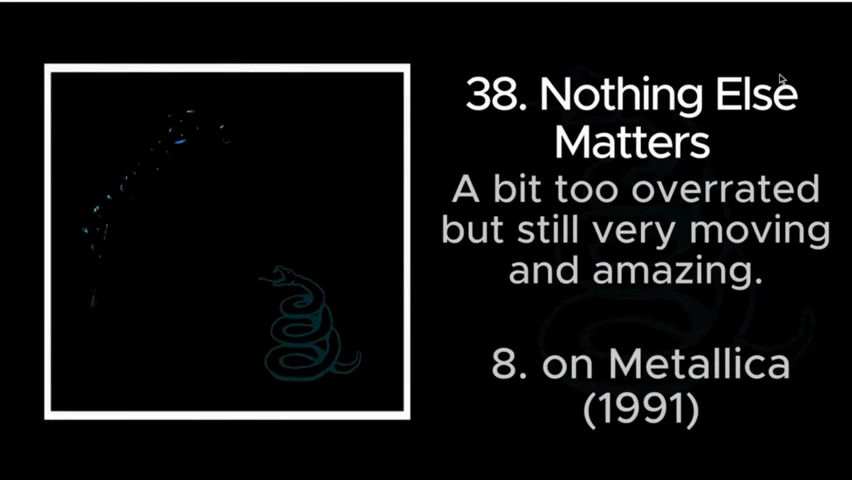 38. Nothing Else
Matters
A bit too overrated
but still very moving
and amazing.
8. on Metallica
(1991)